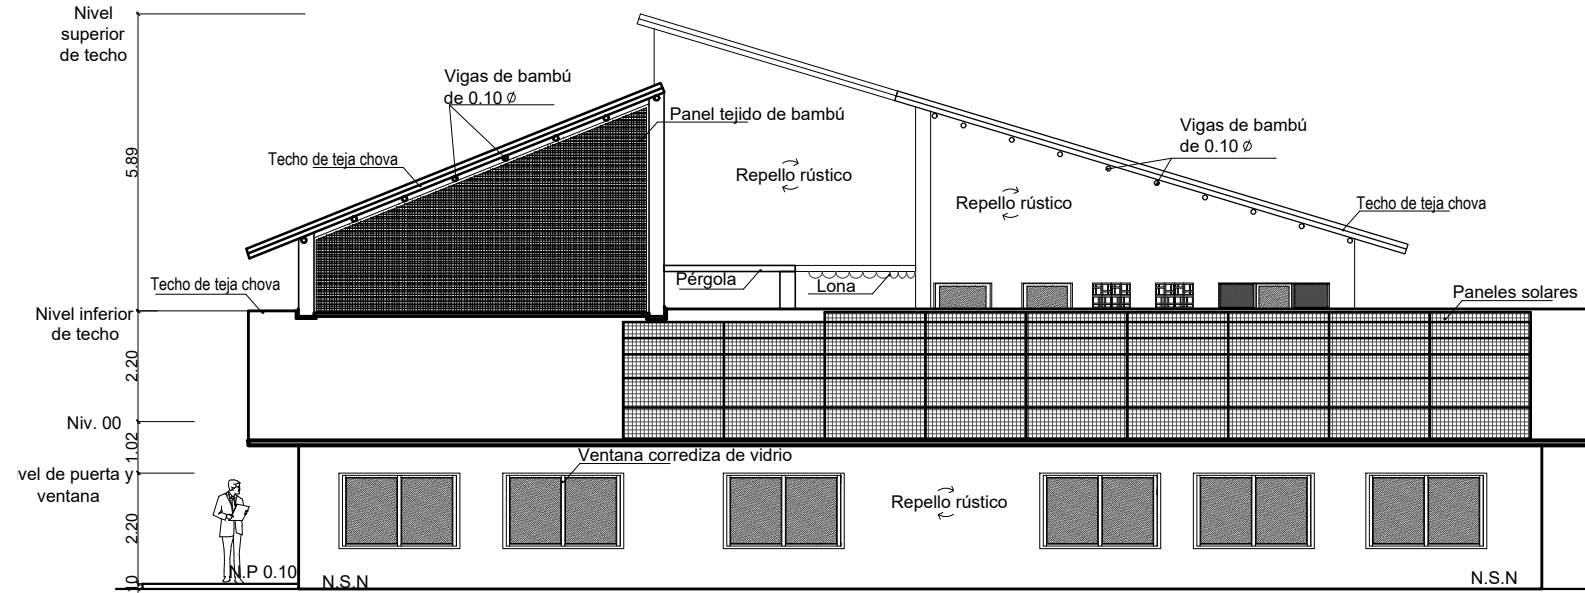 Nivel
superior
de techo
Vigas de bambú
de 0.10 Ø
Panel tejido de bambú
Vigas de bambú
de 0.10 Ø
Techo de teja chova
5.89
Repello rústico
Repello rústico
Techo de teja chova
Techo de teja chova
Pérgola
Lona
Paneles solares
Nivel inferior
de techo
2.20
Niv. 00
1.02
Ventana corrediza de vidrio
vel de puerta y
ventana
Repello rústico
2.20
N.P 0.10
N.S.N
N.S.N